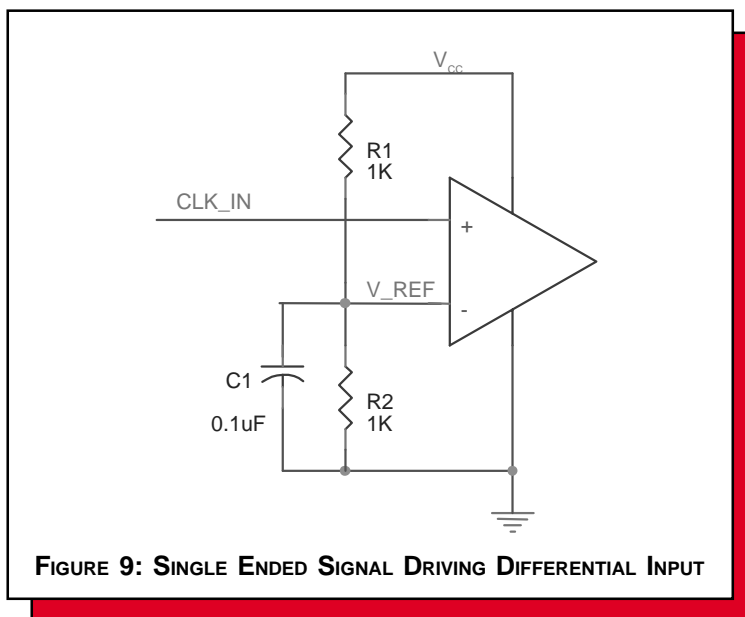 Vcc
R1
1K
CLK_IN
+
V_REF
-
C1
0.1uF
R2
1K
FIGURE 9: SINGLE ENDED SIGNAL DRIVING DIFFERENTIAL INPUT